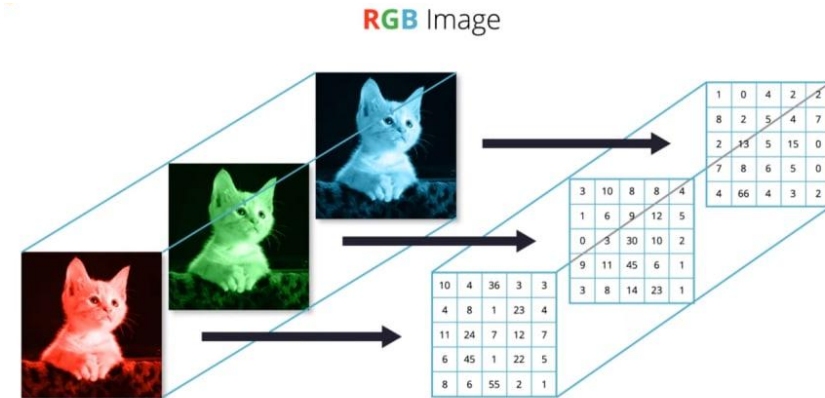 RGB Image
1 0 4 2 2
8 2 5 4 7
2 13 5 15 0
7 8 6 5 0
4 66 4 3 2
3 10 8 8 4
1 6 9 12 5
0 3 30 10 2
9 11 45 6 1
3 8 14 23 1
10 4 36 3 3
4 8 1 23 4
11 24 7 12 7
6 45 1 22 5
8 6 55 2 1